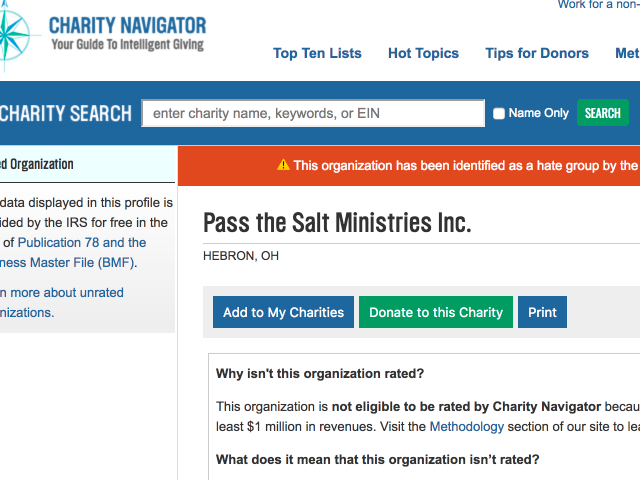 Work for a non-
CHARITY NAVIGATOR
Your Guide To Intelligent Giving
Top Ten Lists Hot Topics Tips for Donors Met
CHARITY SEARCH enter charity name, keywords, or EIN Name Only SEARCH
ed Organization
This organization has been identified as a hate group by the
data displayed in this profile is
ided by the IRS for free in the
of Publication 78 and the
ness Master File (BMF).
n more about unrated
nizations.
Pass the Salt Ministries Inc.
HEBRON, OH
Add to My Charities Donate to this Charity Print
Why isn't this organization rated?
This organization is not eligible to be rated by Charity Navigator becau
least $1 million in revenues. Visit the Methodology section of our site to lea
What does it mean that this organization isn't rated?